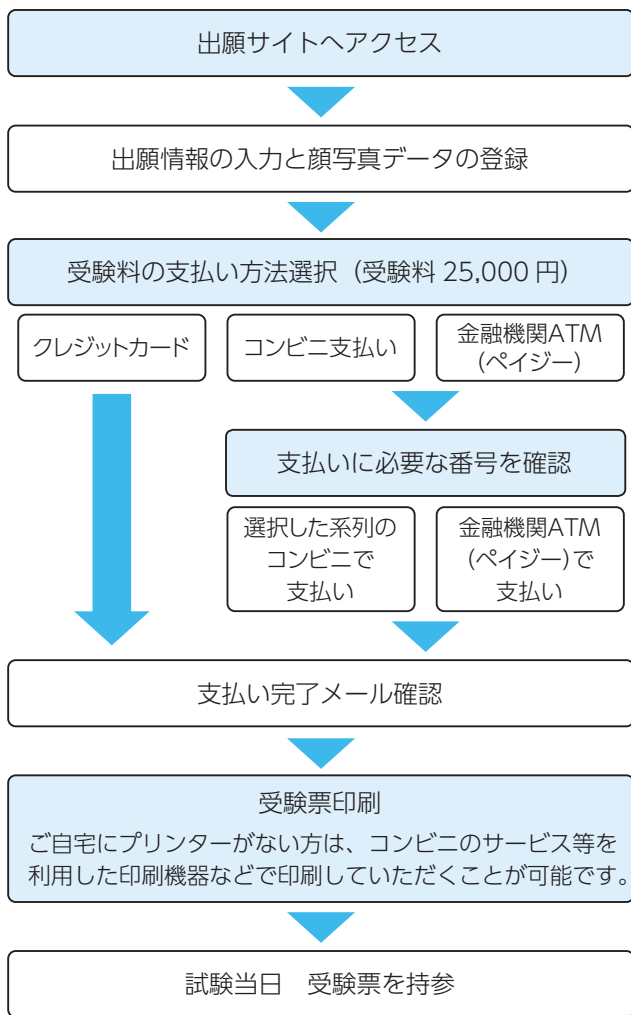 出願サイトへアクセス
出願情報の入力と顔写真データの登録
受験料の支払い方法選択（受験料 25,000 円）
クレジットカード
コンビニ支払い
金融機関ATM
（ペイジー）
支払いに必要な番号を確認
選択した系列の
コンビニで
支払い
金融機関ATM
（ペイジー）で
支払い
支払い完了メール確認
受験票印刷
ご自宅にプリンターがない方は、コンビニのサービス等を
利用した印刷機器などで印刷していただくことが可能です。
試験当日　受験票を持参